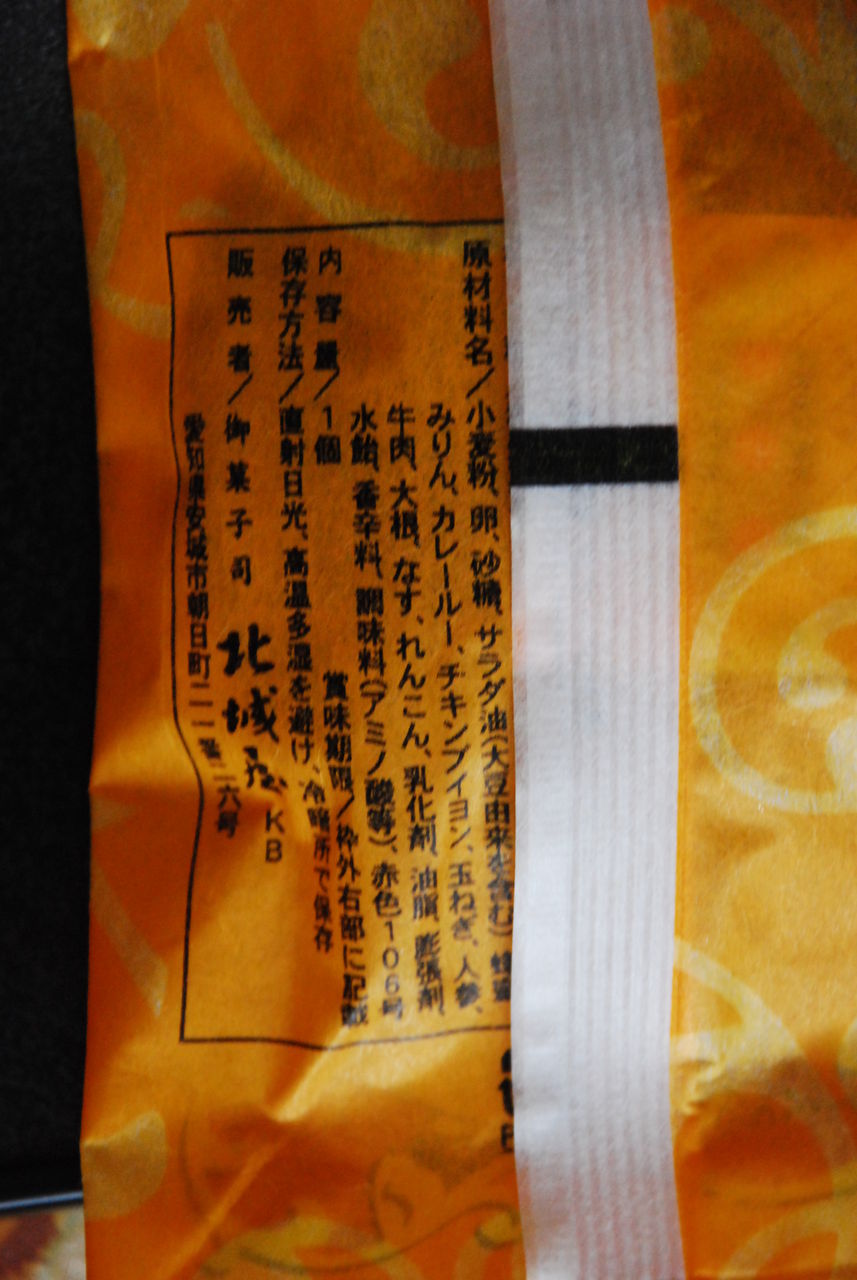 原材料名／小麦粉、卵、砂糖、サラダ油(大豆由来を含む)蜂蜜
みりん、カレールー、チキンブイヨン、玉ねぎ、人参、
牛肉、大根、なす、れんこん、乳化剤、油脂、膨張剤、
水飴、香辛料、調味料(アミノ酸等)、赤色106号
内容量／1個　賞味期限／枠外右部に記載
保存方法／直射日光、高温多湿を避け、冷暗所で保存
販売者／御菓子司 北城屋 KB
愛知県安城市朝日町二一番二六号